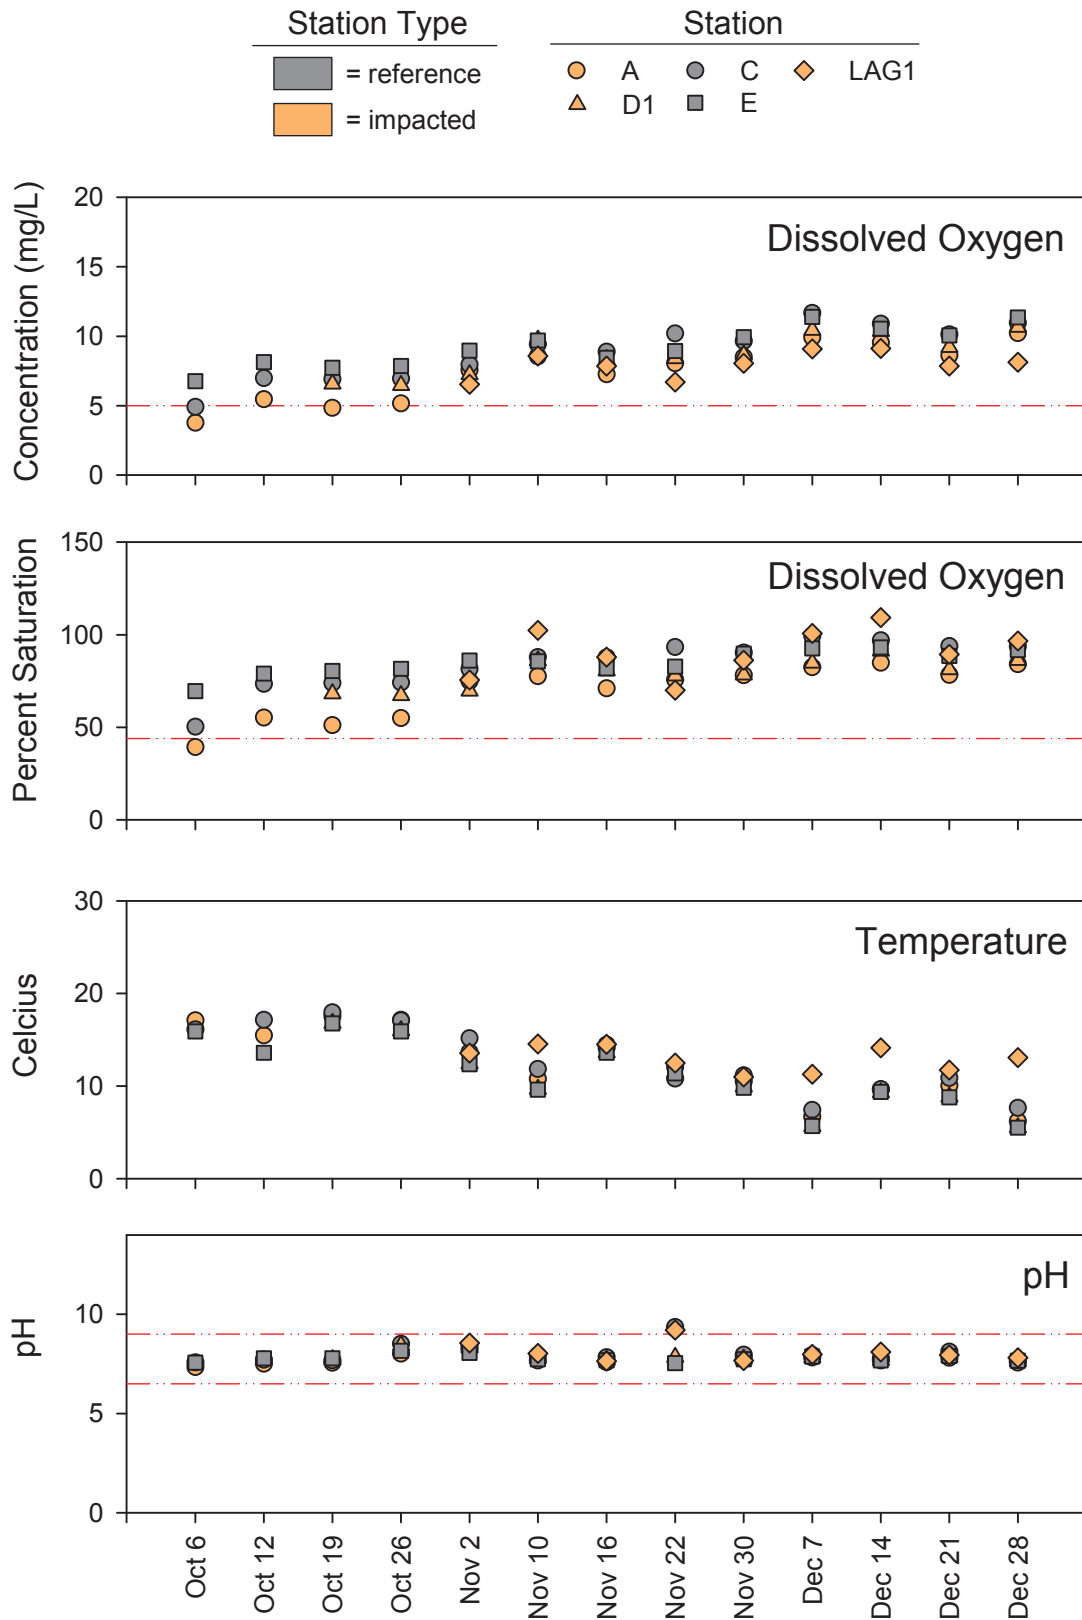 Station Type
Station
= reference
= impacted
A
C
LAG1
D1
E
Concentration (mg/L)
20
15
10
5
0
Dissolved Oxygen
Percent Saturation
150
100
50
0
Dissolved Oxygen
Celcius
30
20
10
0
Temperature
pH
10
5
0
pH
Oct 6
Oct 12
Oct 19
Oct 26
Nov 2
Nov 10
Nov 16
Nov 22
Nov 30
Dec 7
Dec 14
Dec 21
Dec 28